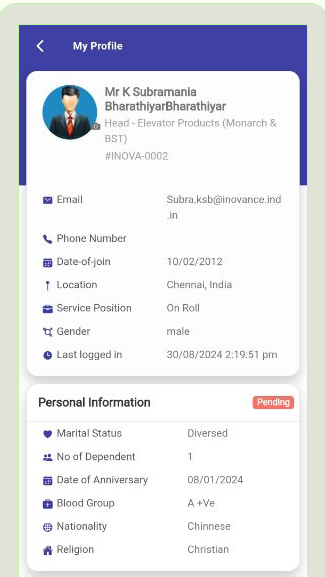 My Profile
Mr K Subramania
BharathiyarBharathiyar
Head - Elevator Products (Monarch &
BST)
#INOVA-0002
Email Subra.ksb@inovance.ind
.in
Phone Number
Date-of-join 10/02/2012
Location Chennai, India
Service Position On Roll
Gender male
Last logged in 30/08/2024 2:19:51 pm
Personal Information Pending
Marital Status Diversed
No of Dependent 1
Date of Anniversary 08/01/2024
Blood Group A +Ve
Nationality Chinnese
Religion Christian